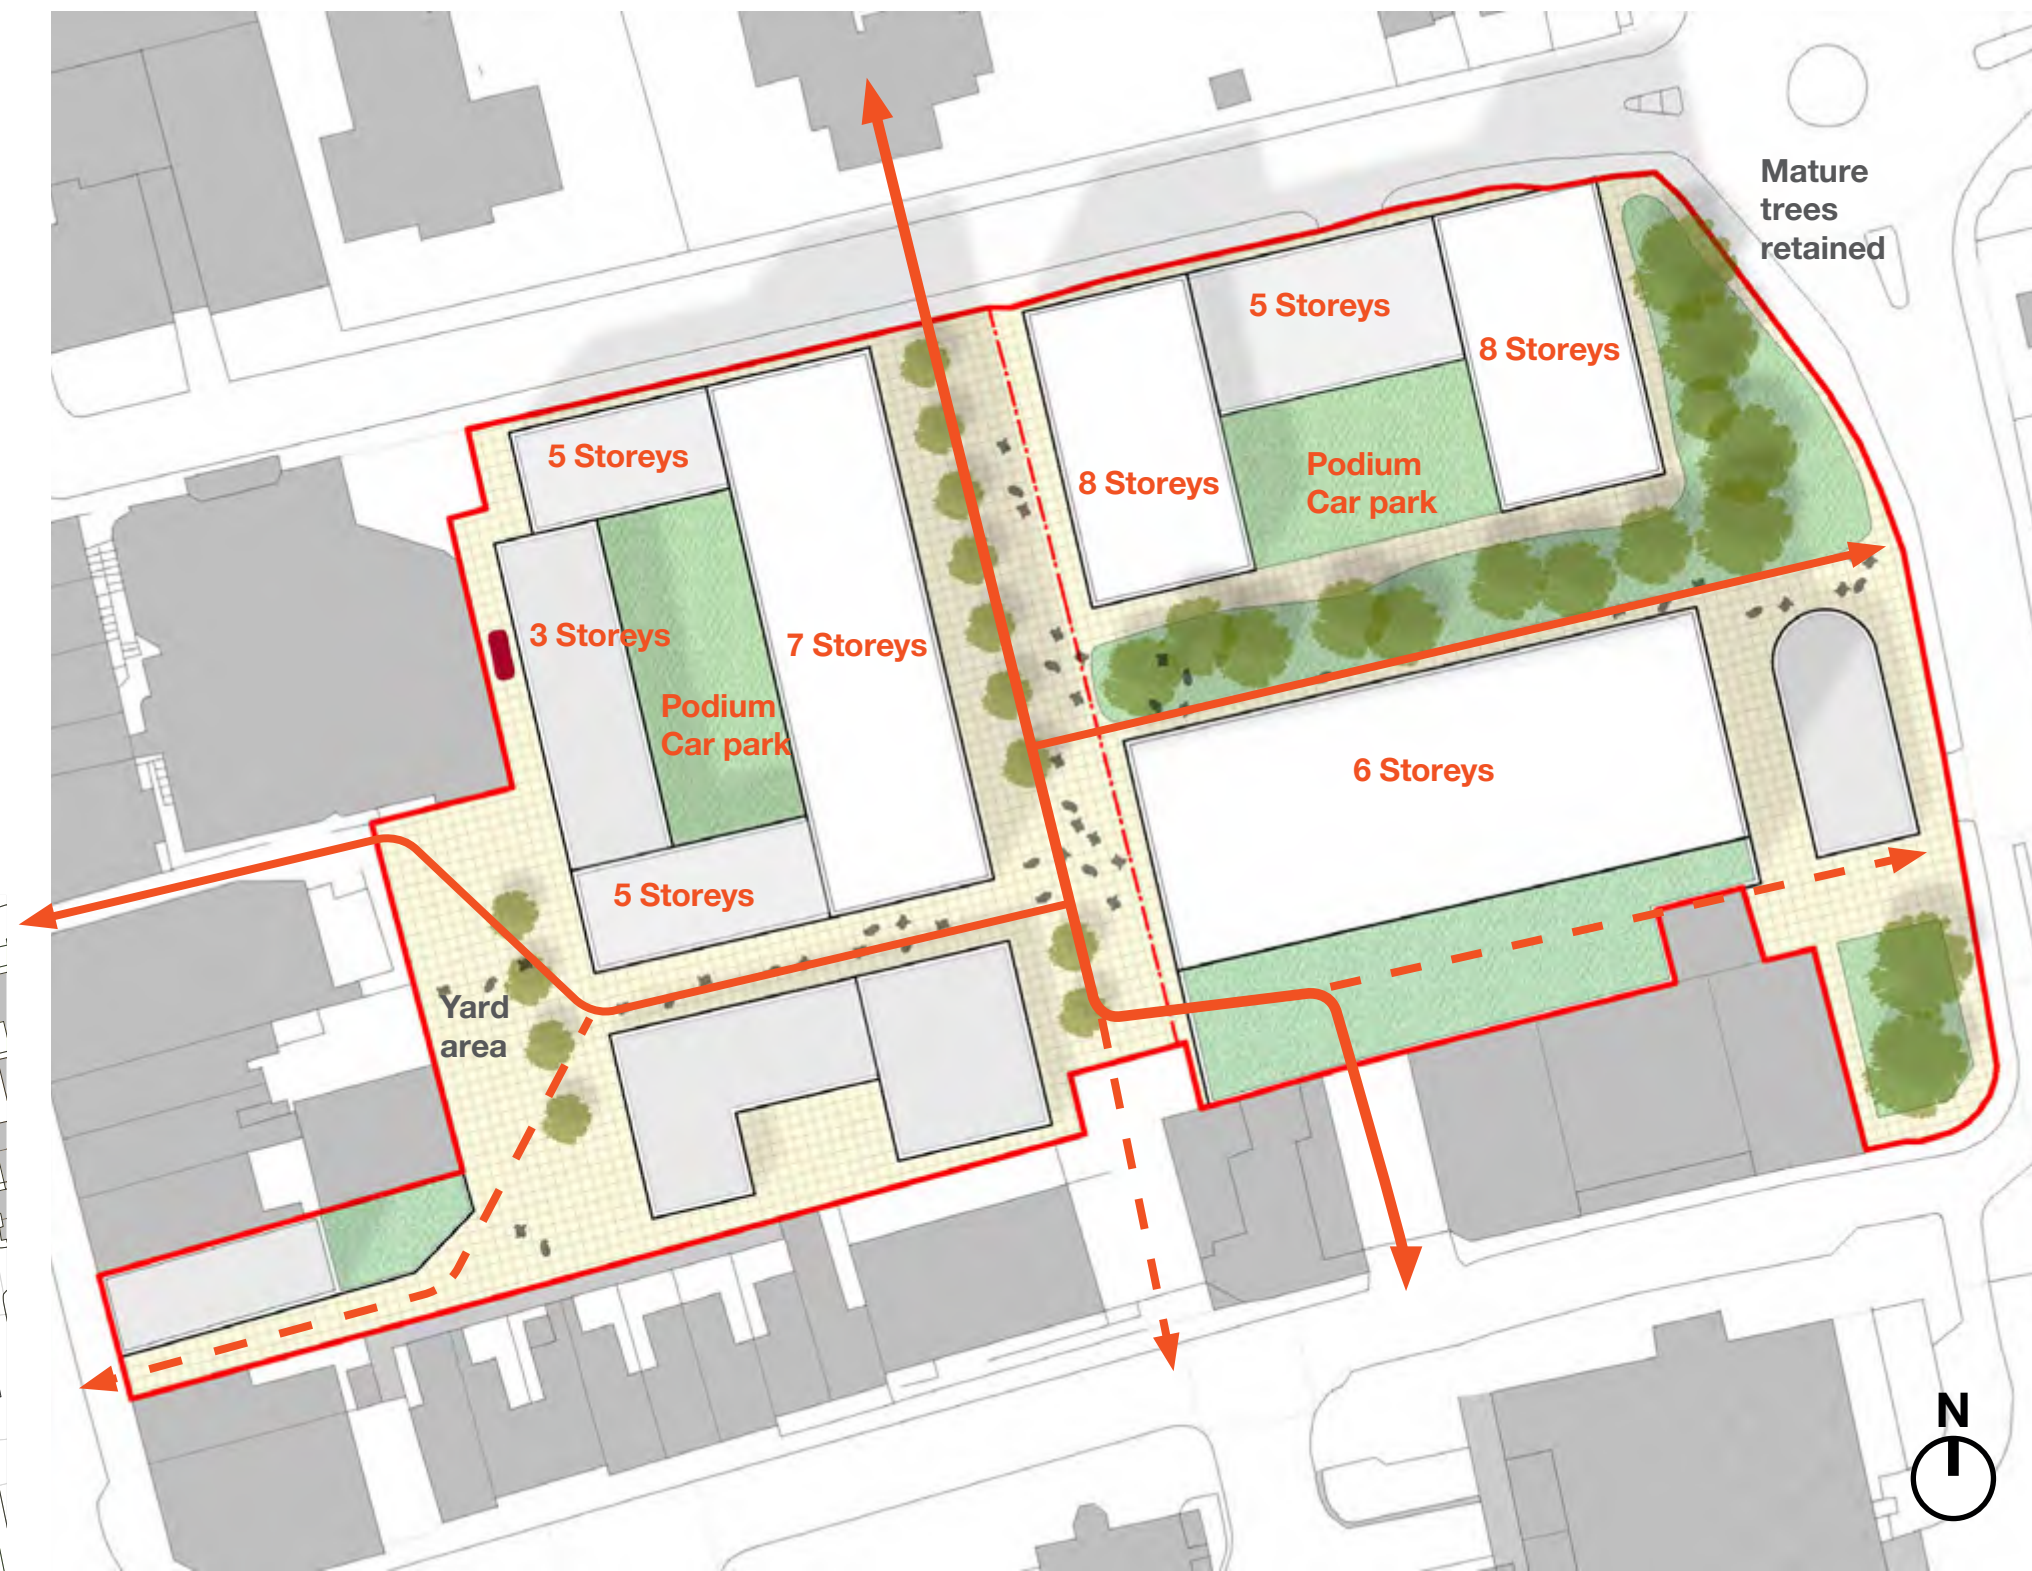 Mature
trees
retained
5 Storeys
8 Storeys
8 Storeys
Podium
Car park
5 Storeys
3 Storeys
7 Storeys
Podium
Car park
6 Storeys
5 Storeys
Yard
area
N